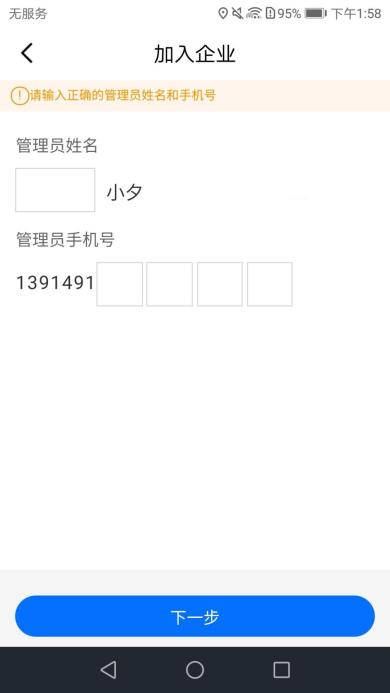 无服务
95% 下午1:58
加入企业
请输入正确的管理员姓名和手机号
管理员姓名
小夕
管理员手机号
1391491
下一步